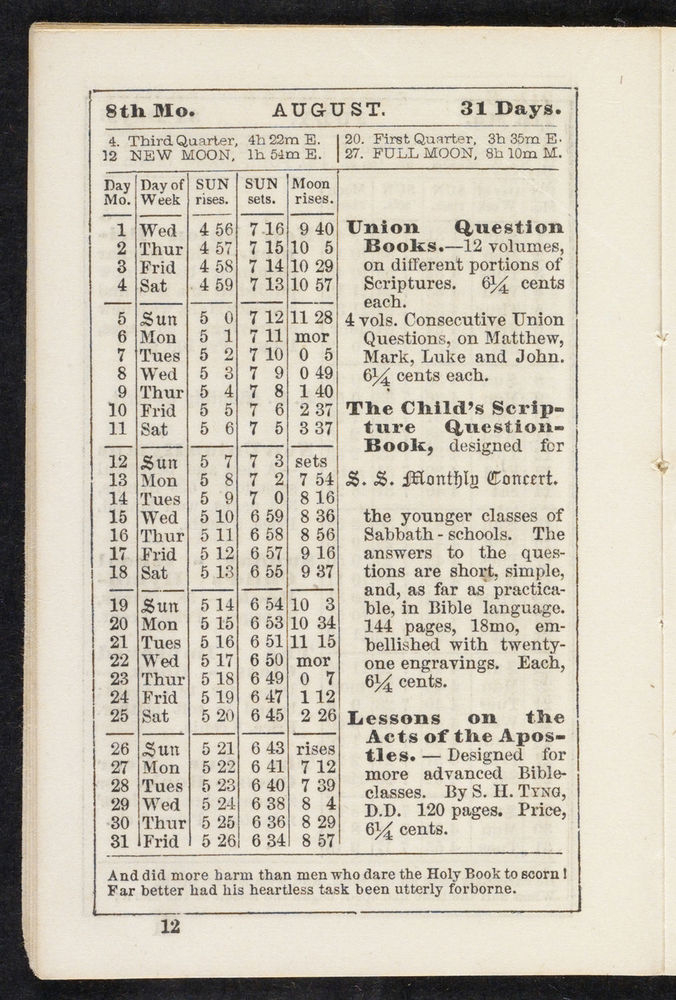 8th Mo. AUGUST. 31 Days.
4. Third Quarter, 4h 22m E. 20. First Quarter, 3h 35m E.
12 NEW MOON, 1h 54m E. 27. FULL MOON, 8h 10m M.
Day Mo. Day of Week SUN rises. SUN sets. Moon rises.
1 Wed 4 56 7 16 9 40
2 Thur 4 57 7 15 10 5
3 Frid 4 58 7 14 10 29
4 Sat 4 59 7 13 10 57
5 Sun 5 0 7 12 11 28
6 Mon 5 1 7 11 mor
7 Tues 5 2 7 10 0 5
8 Wed 5 3 7 9 0 49
9 Thur 5 4 7 8 1 40
10 Frid 5 5 7 6 2 37
11 Sat 5 6 7 5 3 37
12 Sun 5 7 7 3 sets
13 Mon 5 8 7 2 7 54
14 Tues 5 9 7 0 8 16
15 Wed 5 10 6 59 8 36
16 Thur 5 11 6 58 8 56
17 Frid 5 12 6 57 9 16
18 Sat 5 13 6 55 9 37
19 Sun 5 14 6 54 10 3
20 Mon 5 15 6 53 10 34
21 Tues 5 16 6 51 11 15
22 Wed 5 17 6 50 mor
23 Thur 5 18 6 49 0 7
24 Frid 5 19 6 47 1 12
25 Sat 5 20 6 45 2 26
26 Sun 5 21 6 43 rises
27 Mon 5 22 6 41 7 12
28 Tues 5 23 6 40 7 39
29 Wed 5 24 6 38 8 4
30 Thur 5 25 6 36 8 29
31 Frid 5 26 6 34 8 57
Union Question
Books.—12 volumes,
on different portions of
Scriptures. 6¼ cents
each.
4 vols. Consecutive Union
Questions, on Matthew,
Mark, Luke and John.
6¼ cents each.
The Child's Scrip-
ture Question-
Book, designed for
S. S. Monthly Concert.
the younger classes of
Sabbath-schools. The
answers to the ques-
tions are short, simple,
and, as far as practica-
ble, in Bible language.
144 pages, 18mo, em-
bellished with twenty-
one engravings. Each,
6¼ cents.
Lessons on the
Acts of the Apos-
tles. — Designed for
more advanced Bible-
classes. By S. H. TYNG,
D.D. 120 pages. Price,
6¼ cents.
And did more harm than men who dare the Holy Book to scorn!
Far better had his heartless task been utterly forborne.
12